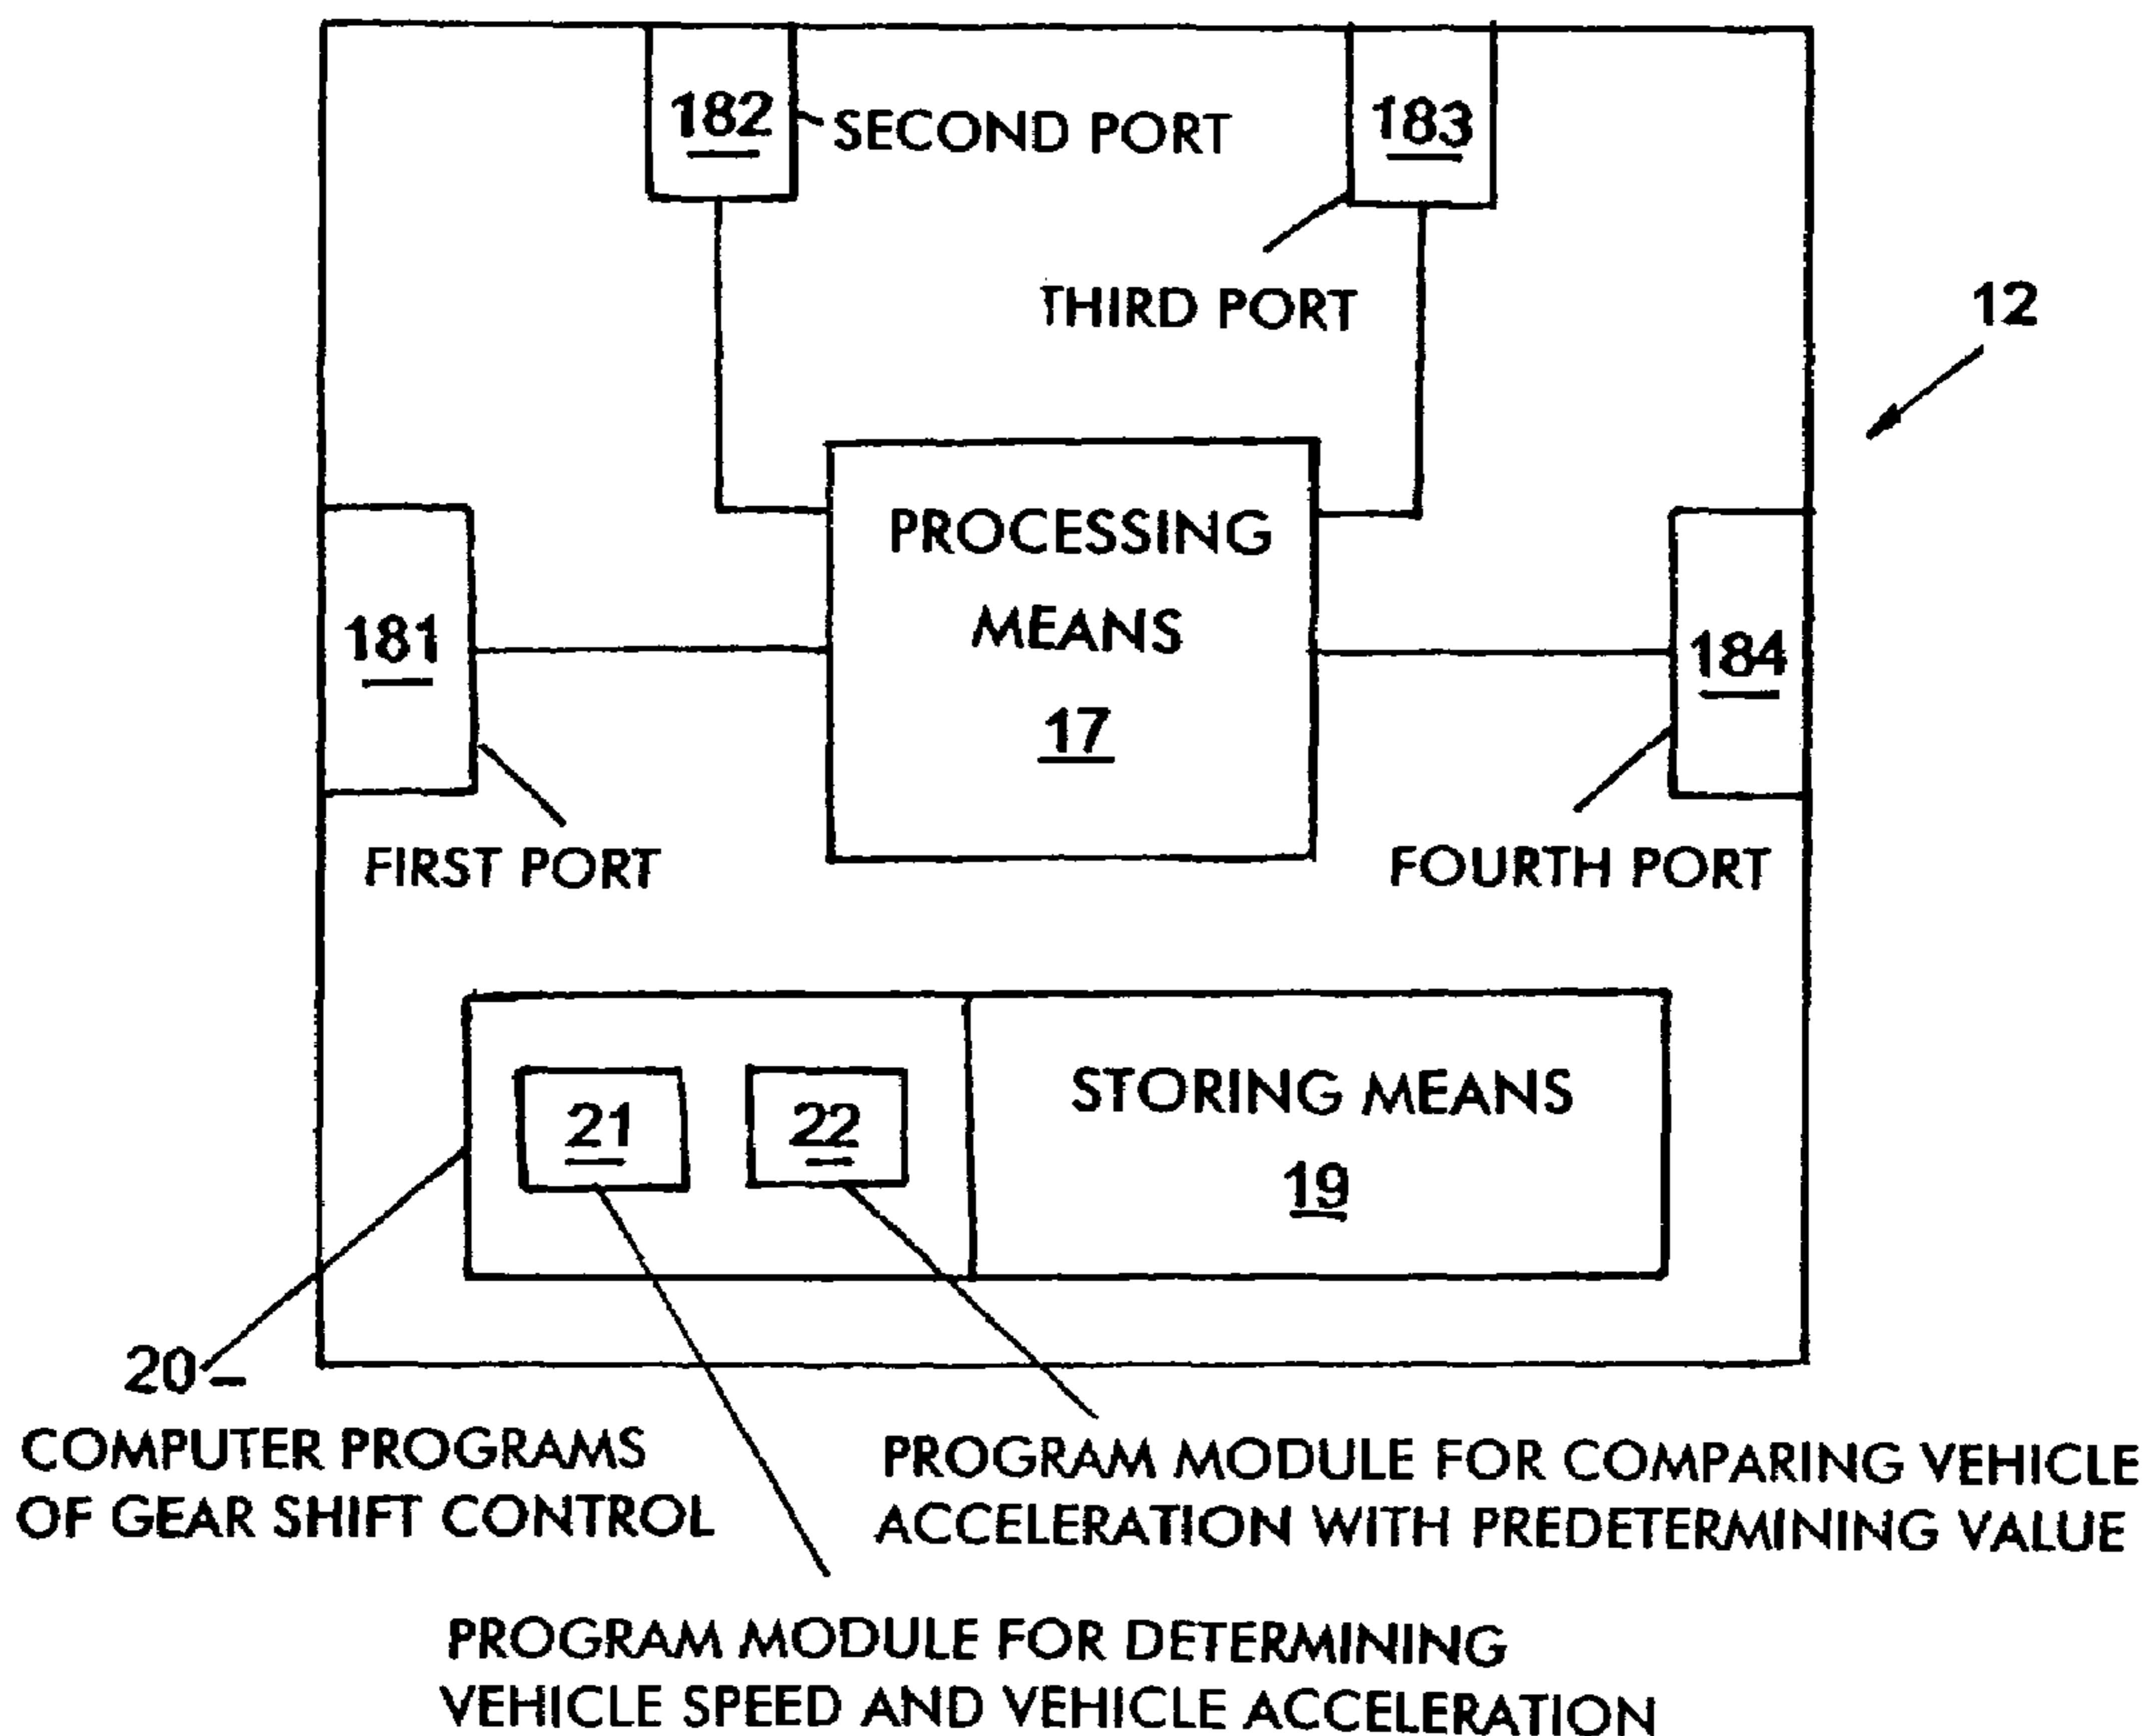 182
SECOND PORT
183
THIRD PORT
12
PROCESSING
MEANS
17
181
184
FIRST PORT
FOURTH PORT
21
22
STORING MEANS
19
20
COMPUTER PROGRAMS
OF GEAR SHIFT CONTROL
PROGRAM MODULE FOR COMPARING VEHICLE
ACCELERATION WITH PREDETERMINING VALUE
PROGRAM MODULE FOR DETERMINING
VEHICLE SPEED AND VEHICLE ACCELERATION